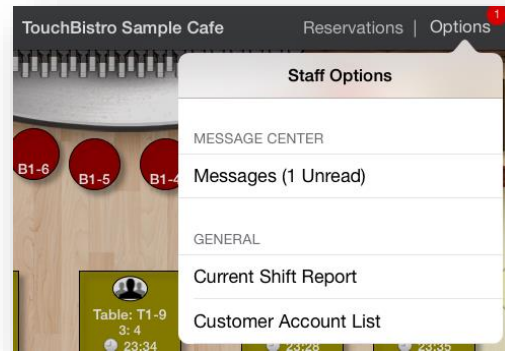 TouchBistro Sample Cafe
Reservations | Options
1
Staff Options
MESSAGE CENTER
Messages (1 Unread)
GENERAL
Current Shift Report
Customer Account List
B1-6
B1-5
B1-4
Table: T1-9
3: 4
23:34
23:28
23:35